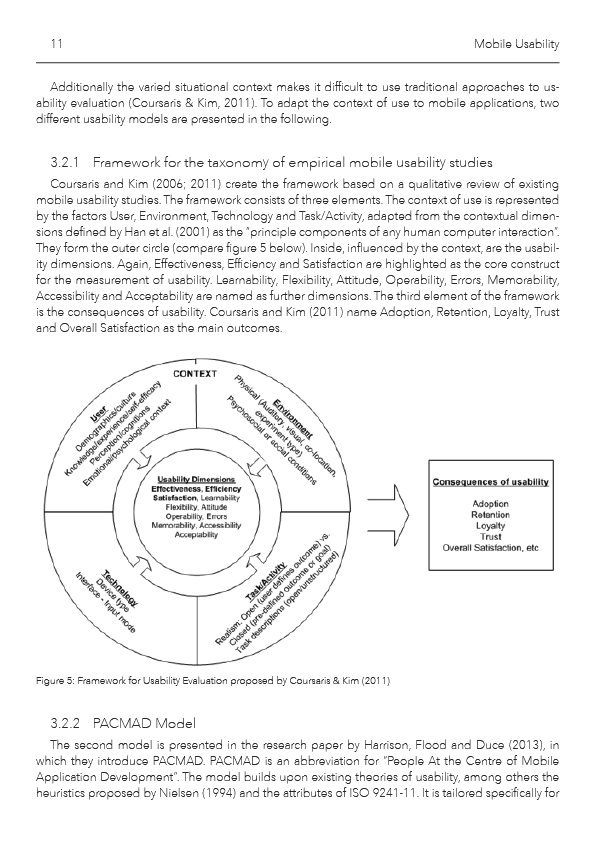 11 Mobile Usability
Additionally the varied situational context makes it difficult to use traditional approaches to us-
ability evaluation (Coursaris & Kim, 2011). To adapt the context of use to mobile applications, two
different usability models are presented in the following.
3.2.1 Framework for the taxonomy of empirical mobile usability studies
Coursaris and Kim (2006; 2011) create the framework based on a qualitative review of existing
mobile usability studies. The framework consists of three elements. The context of use is represented
by the factors User, Environment, Technology and Task/Activity, adapted from the contextual dimen-
sions defined by Han et al. (2001) as the “principle components of any human computer interaction”.
They form the outer circle (compare figure 5 below). Inside, influenced by the context, are the usabil-
ity dimensions. Again, Effectiveness, Efficiency and Satisfaction are highlighted as the core construct
for the measurement of usability. Learnability, Flexibility, Attitude, Operability, Errors, Memorability,
Accessibility and Acceptability are named as further dimensions. The third element of the framework
is the consequences of usability. Coursaris and Kim (2011) name Adoption, Retention, Loyalty, Trust
and Overall Satisfaction as the main outcomes.
CONTEXT
User
Demographics/culture
Knowledge/experience/self-efficacy
Perception/cognitions
Emotional/psychological context
Environment
Physical (Auditory, visual, co-location,
experiment type)
Psychosocial or social conditions
Usability Dimensions
Effectiveness, Efficiency
Satisfaction, Learnability
Flexibility, Attitude
Operability, Errors
Memorability, Accessibility
Acceptability
Technology
Device type
Interface - Input mode
Task/Activity
Realism: Open (user defines outcome) vs.
Closed (pre-defined outcome or goal)
Task descriptions (open/unstructured)
Consequences of usability
Adoption
Retention
Loyalty
Trust
Overall Satisfaction, etc
Figure 5: Framework for Usability Evaluation proposed by Coursaris & Kim (2011)
3.2.2 PACMAD Model
The second model is presented in the research paper by Harrison, Flood and Duce (2013), in
which they introduce PACMAD. PACMAD is an abbreviation for “People At the Centre of Mobile
Application Development”. The model builds upon existing theories of usability, among others the
heuristics proposed by Nielsen (1994) and the attributes of ISO 9241-11. It is tailored specifically for